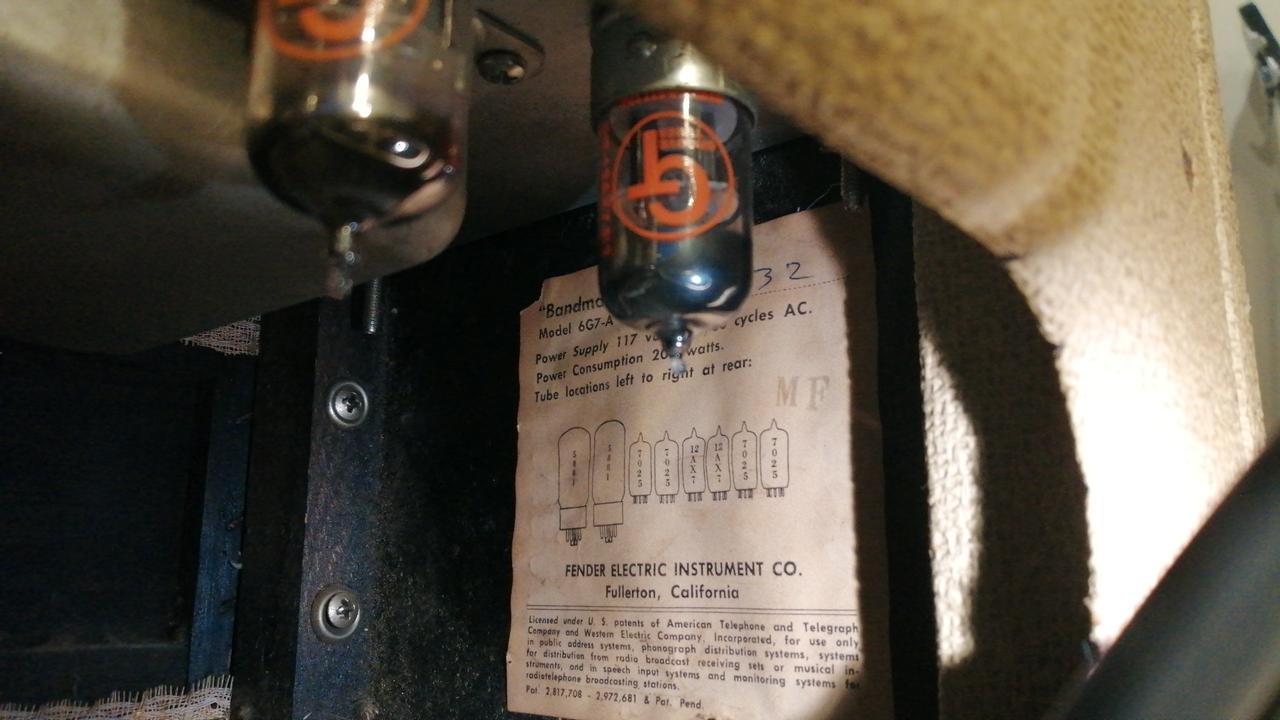 32
"Bandma
Model 6G7-A cycles AC.
Power Supply 117 v
Power Consumption 20 watts.
Tube locations left to right at rear:
MF
5881 5881 7025 7025 12AX7 12AX7 7025 7025
FENDER ELECTRIC INSTRUMENT CO.
Fullerton, California
Licensed under U. S. patents of American Telephone and Telegraph
Company and Western Electric Company, Incorporated, for use only
in public address systems, phonograph distribution systems, systems
for distribution from radio broadcast receiving sets or musical in-
struments, and in speech input systems and monitoring systems for
radiotelephone broadcasting stations.
Pat. 2,817,708 - 2,972,681 & Pat. Pend.